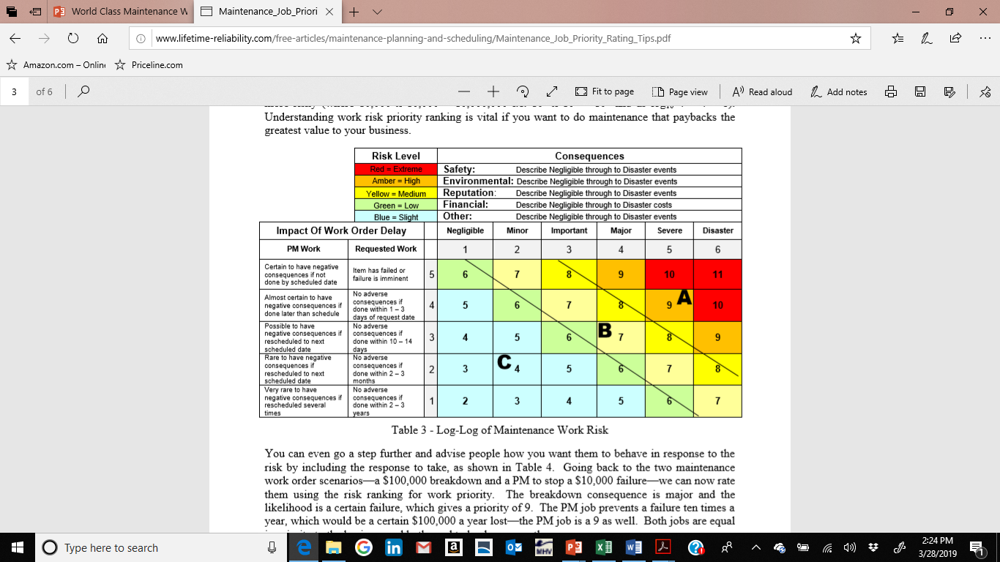 World Class Maintenance W
Maintenance_Job_Priori
www.lifetime-reliability.com/free-articles/maintenance-planning-and-scheduling/Maintenance_Job_Priority_Rating_Tips.pdf
Amazon.com – Onlin
Priceline.com
3 of 6
Fit to page
Page view
Read aloud
Add notes
Understanding work risk priority ranking is vital if you want to do maintenance that paybacks the
greatest value to your business.
Risk Level Consequences
Red = Extreme Safety: Describe Negligible through to Disaster events
Amber = High Environmental: Describe Negligible through to Disaster events
Yellow = Medium Reputation: Describe Negligible through to Disaster events
Green = Low Financial: Describe Negligible through to Disaster costs
Blue = Slight Other: Describe Negligible through to Disaster events
Impact Of Work Order Delay Negligible Minor Important Major Severe Disaster
PM Work Requested Work 1 2 3 4 5 6
Certain to have negative
consequences if not
done by scheduled date
Item has failed or
failure is imminent
5 6 7 8 9 10 11
Almost certain to have
negative consequences if
done later than schedule
No adverse
consequences if
done within 1 – 3
days of request date
4 5 6 7 8 9 A 10
Possible to have
negative consequences if
rescheduled to next
scheduled date
No adverse
consequences if
done within 10 – 14
days
3 4 5 6 B 7 8 9
Rare to have negative
consequences if
rescheduled to next
scheduled date
No adverse
consequences if
done within 2 – 3
months
2 3 C 4 5 6 7 8
Very rare to have
negative consequences if
rescheduled several
times
No adverse
consequences if
done within 2 – 3
years
1 2 3 4 5 6 7
Table 3 - Log-Log of Maintenance Work Risk
You can even go a step further and advise people how you want them to behave in response to the
risk by including the response to take, as shown in Table 4. Going back to the two maintenance
work order scenarios—a $100,000 breakdown and a PM to stop a $10,000 failure—we can now rate
them using the risk ranking for work priority. The breakdown consequence is major and the
likelihood is a certain failure, which gives a priority of 9. The PM job prevents a failure ten times a
year, which would be a certain $100,000 a year lost—the PM job is a 9 as well. Both jobs are equal
Type here to search
2:24 PM
3/28/2019